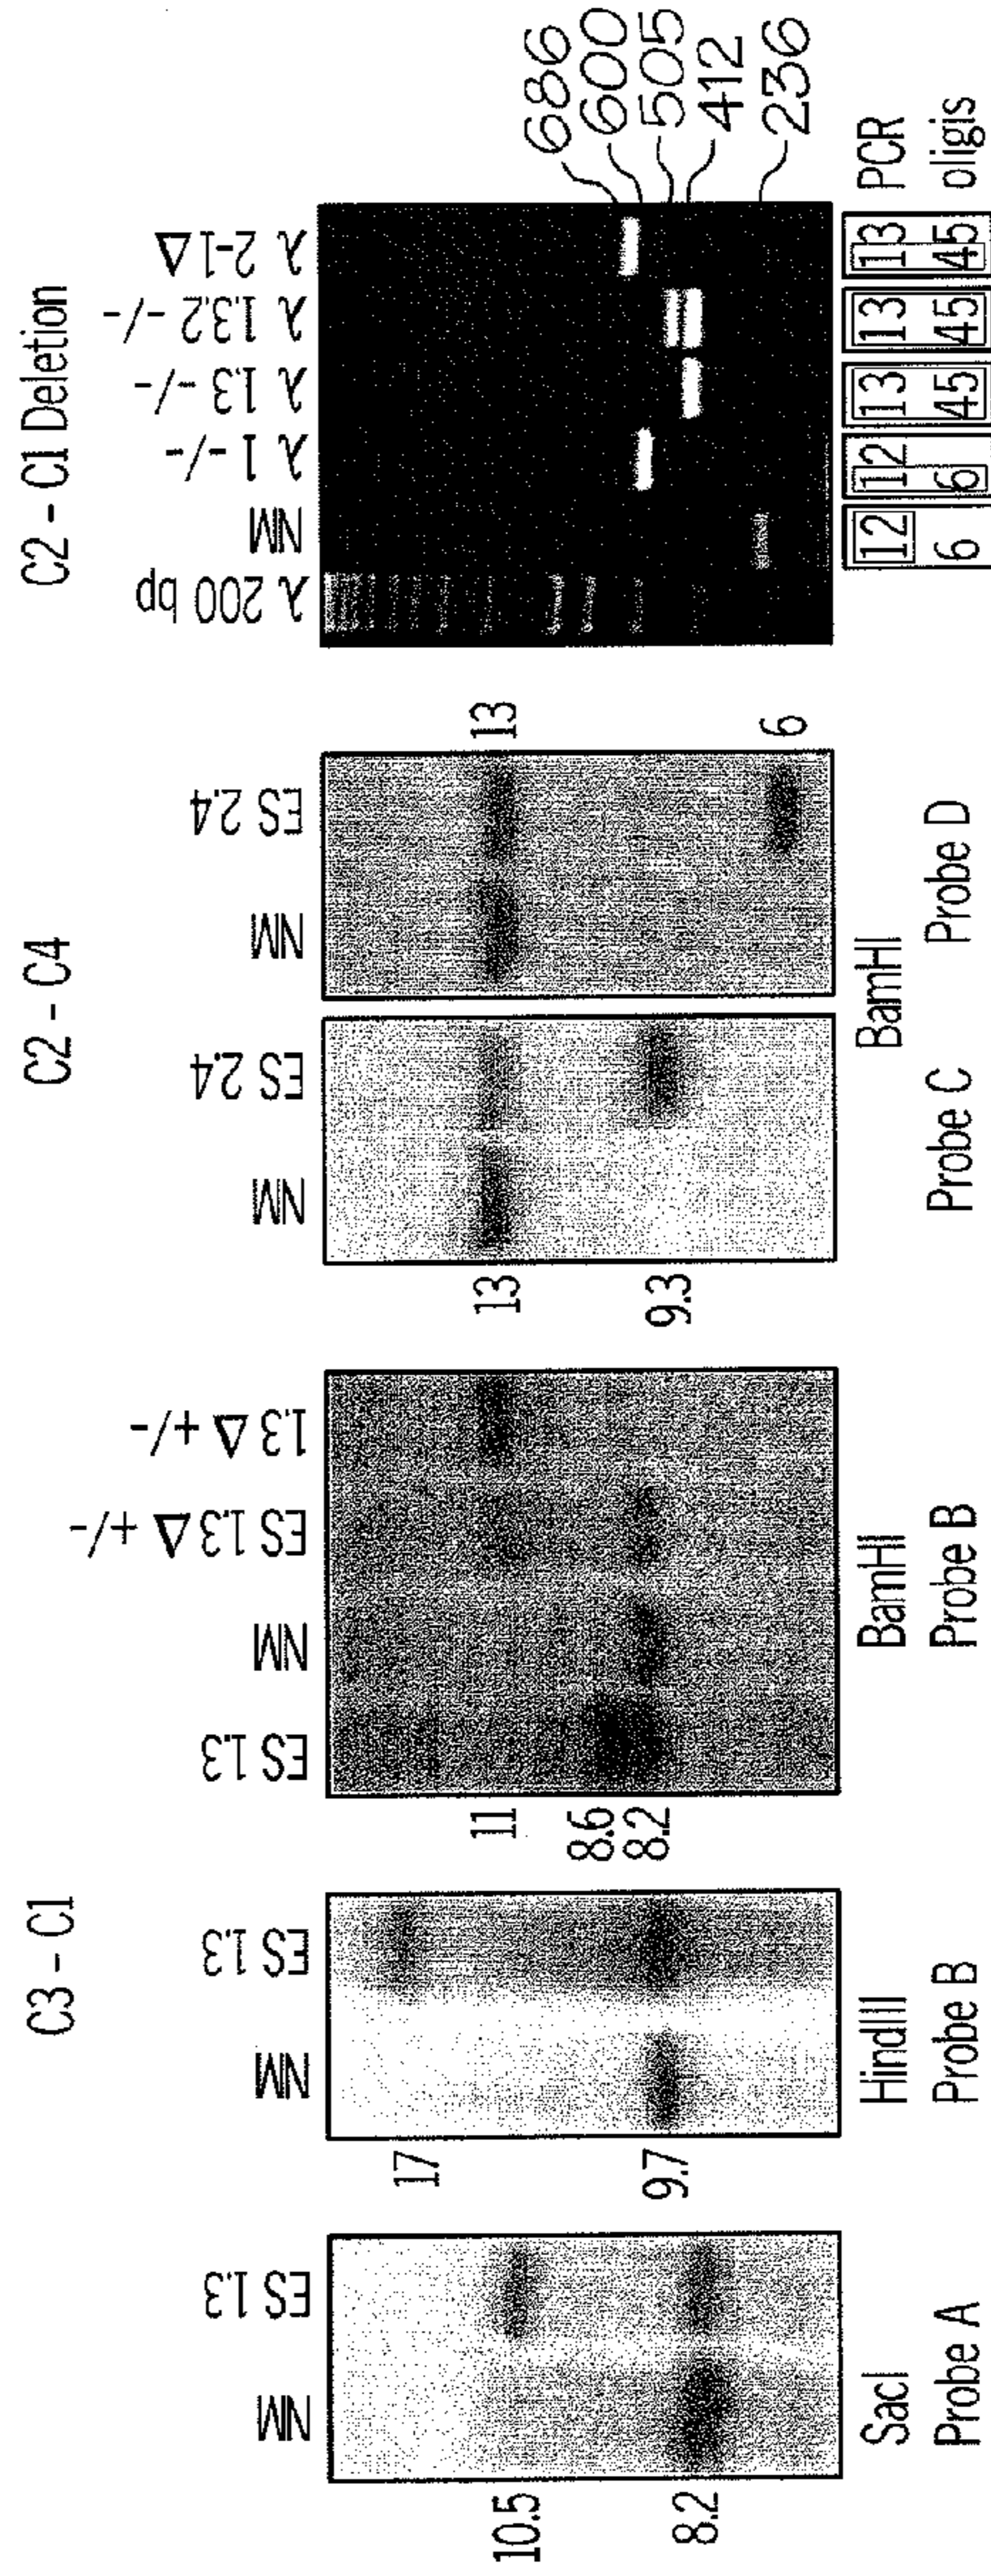 C3 - C1
NM
ES 1.3
10.5
8.2
SacI
Probe A
NM
ES 1.3
17
9.7
HindIII
Probe B
ES 1.3
NM
ES 1.3 Δ +/-
1.3 Δ +/-
11
8.6
8.2
BamHI
Probe B
C2 - C4
NM
ES 2.4
13
9.3
Probe C
NM
ES 2.4
13
6
BamHI
Probe D
C2 - C1 Deletion
λ 200 bp
NM
λ 1 -/-
λ 1.3 -/-
λ 1.3.2 -/-
λ 2-1Δ
686
600
505
412
236
12 12 13 13 13 PCR
6 6 45 45 45 oligis